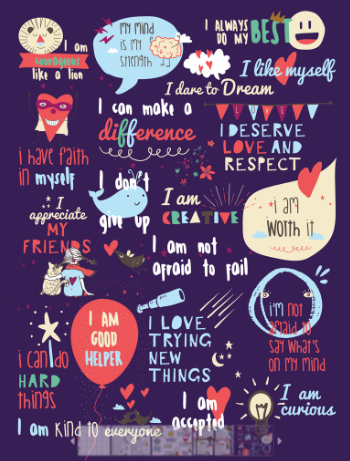 I am
courageous
like a lion
my mind
is my
strength
I ALWAYS
DO MY BEST
I like myself
I dare to Dream
I can make a
difference
I DESERVE
LOVE AND
RESPECT
i have faith
in myself
I don't
give up
I am
CREATIVE
i am
worth it
I
appreciate
MY
FRIENDS
I am not
afraid to fail
I AM
GOOD
HELPER
I LOVE
TRYING
NEW
THINGS
i'm not
afraid to
say what's
on my mind
i can do
HARD
things
I am
accepted
I am
curious
I am kind to everyone